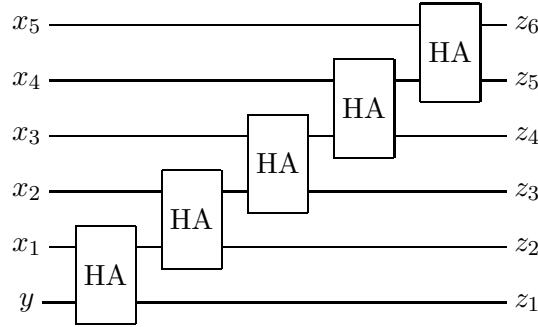 x₅ HA z₆
x₄ HA z₅
x₃ HA z₄
x₂ HA z₃
x₁ HA z₂
y z₁